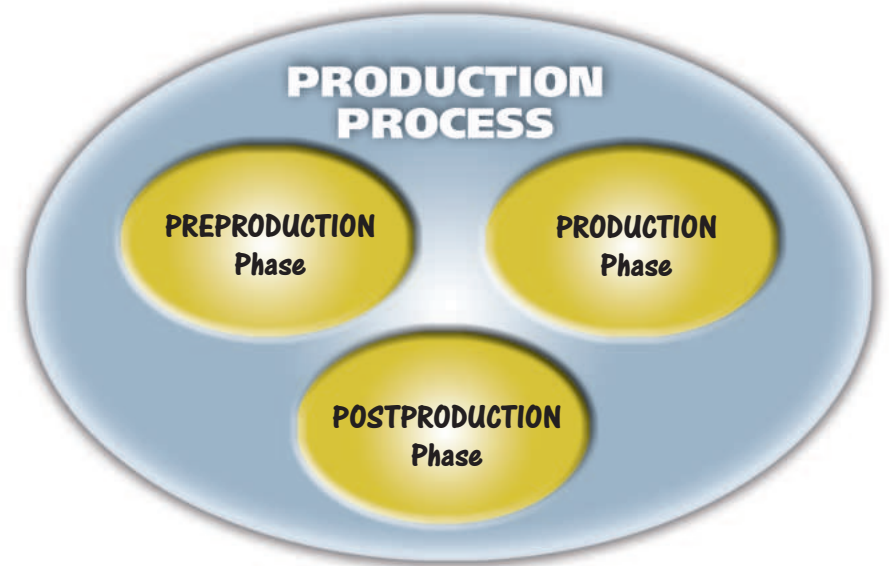 PRODUCTION
PROCESS
PREPRODUCTION
Phase
PRODUCTION
Phase
POSTPRODUCTION
Phase